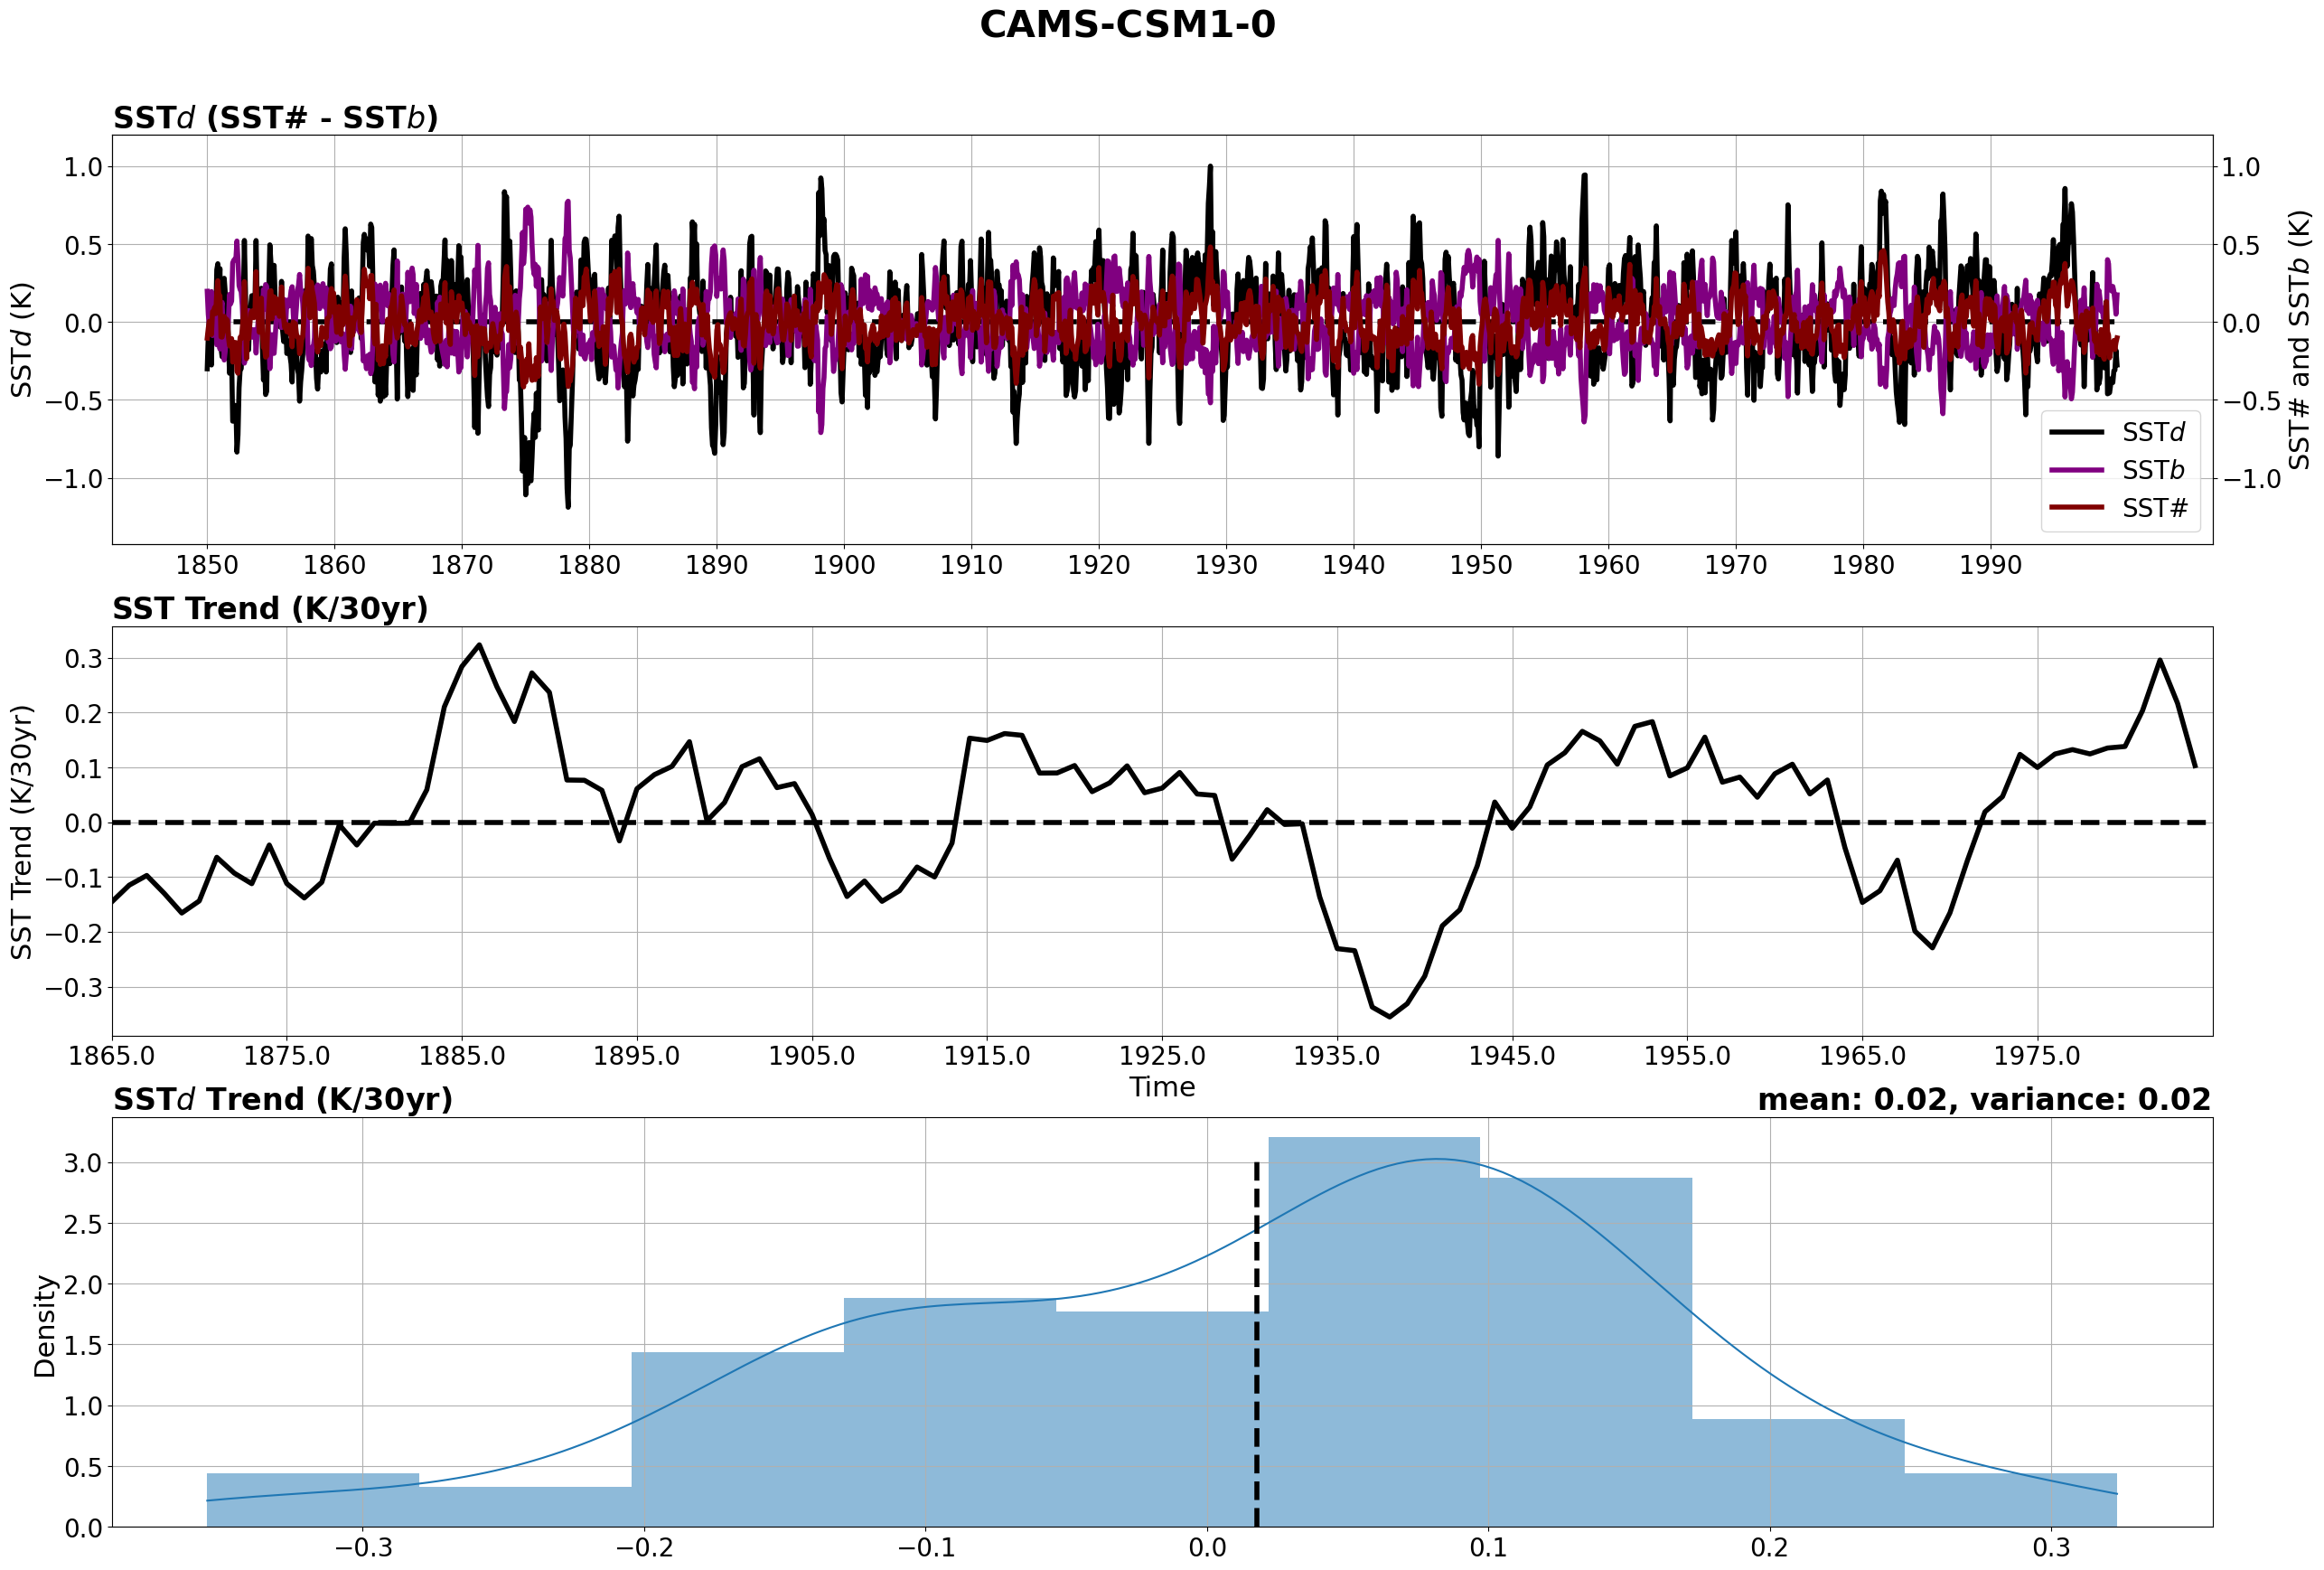 CAMS-CSM1-0
SSTd (SST# - SSTb)
SSTd (K)
1.0
0.5
0.0
−0.5
−1.0
1.0
0.5
0.0
−0.5
−1.0
SST# and SSTb (K)
SSTd
SSTb
SST#
1850 1860 1870 1880 1890 1900 1910 1920 1930 1940 1950 1960 1970 1980 1990
SST Trend (K/30yr)
SST Trend (K/30yr)
0.3
0.2
0.1
0.0
−0.1
−0.2
−0.3
1865.0 1875.0 1885.0 1895.0 1905.0 1915.0 1925.0 1935.0 1945.0 1955.0 1965.0 1975.0
Time
SSTd Trend (K/30yr)
mean: 0.02, variance: 0.02
Density
3.0
2.5
2.0
1.5
1.0
0.5
0.0
−0.3 −0.2 −0.1 0.0 0.1 0.2 0.3